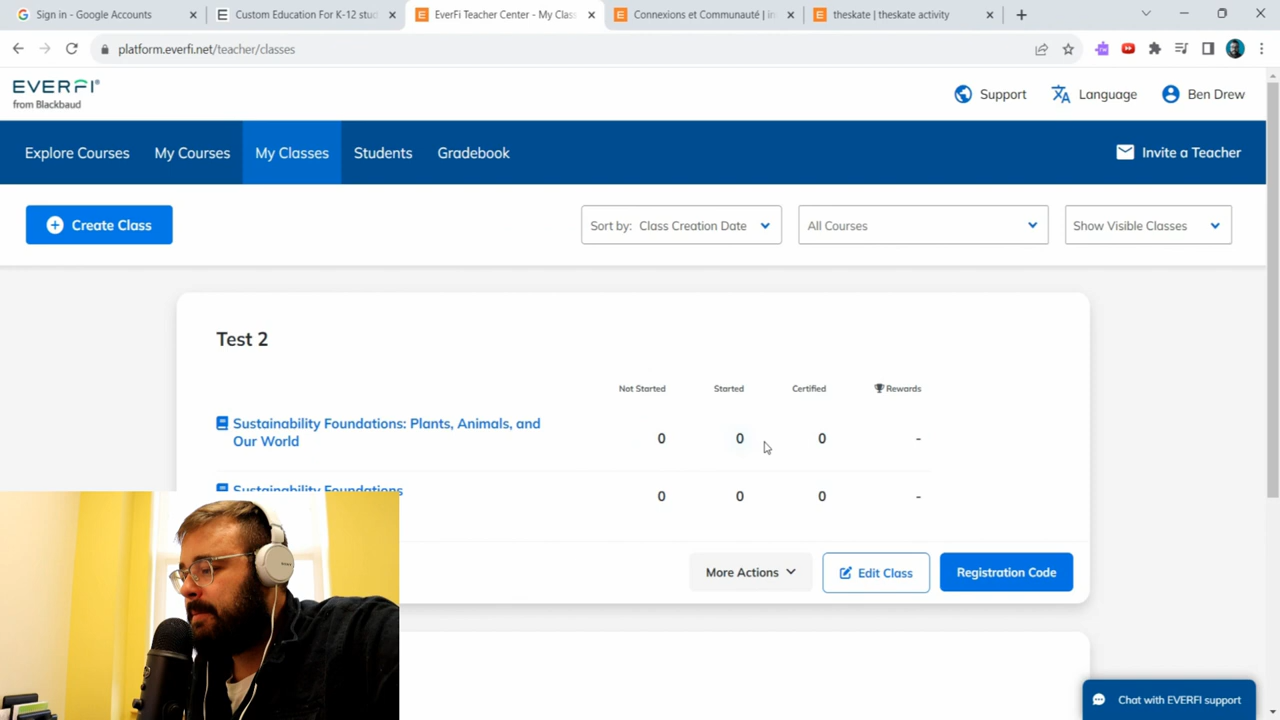 Sign in - Google Accounts
Custom Education For K-12 stud
EverFi Teacher Center - My Clas
Connexions et Communauté | in
theskate | theskate activity
platform.everfi.net/teacher/classes
EVERFI®
from Blackbaud
Support
Language
Ben Drew
Explore Courses
My Courses
My Classes
Students
Gradebook
Invite a Teacher
Create Class
Sort by: Class Creation Date
All Courses
Show Visible Classes
Test 2
Not Started
Started
Certified
Rewards
Sustainability Foundations: Plants, Animals, and
Our World
0
0
0
-
Sustainability Foundations
0
0
0
-
More Actions
Edit Class
Registration Code
Chat with EVERFI support